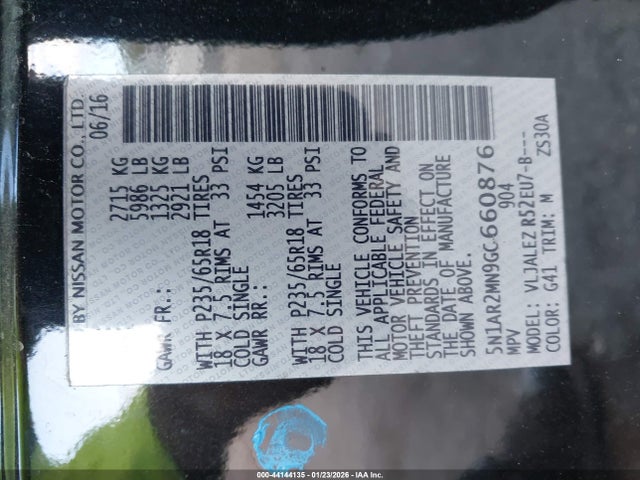 BY NISSAN MOTOR CO., LTD.
06/16
2715 KG
5986 LB
GAWR FR.: 1325 KG
2921 LB
WITH P235/65R18 TIRES
18 X 7.5 RIMS AT 33 PSI
COLD SINGLE
GAWR RR.: 1454 KG
3205 LB
WITH P235/65R18 TIRES
18 X 7.5 RIMS AT 33 PSI
COLD SINGLE
THIS VEHICLE CONFORMS TO
ALL APPLICABLE FEDERAL
MOTOR VEHICLE SAFETY AND
THEFT PREVENTION
STANDARDS IN EFFECT ON
THE DATE OF MANUFACTURE
SHOWN ABOVE.
5N1AR2MN9GC660876
MPV 904
MODEL: VLJALEZ R52EU7-B---
COLOR: G41 TRIM: M ZS30A
000-44144135 - 01/23/2026 - IAAI Inc.